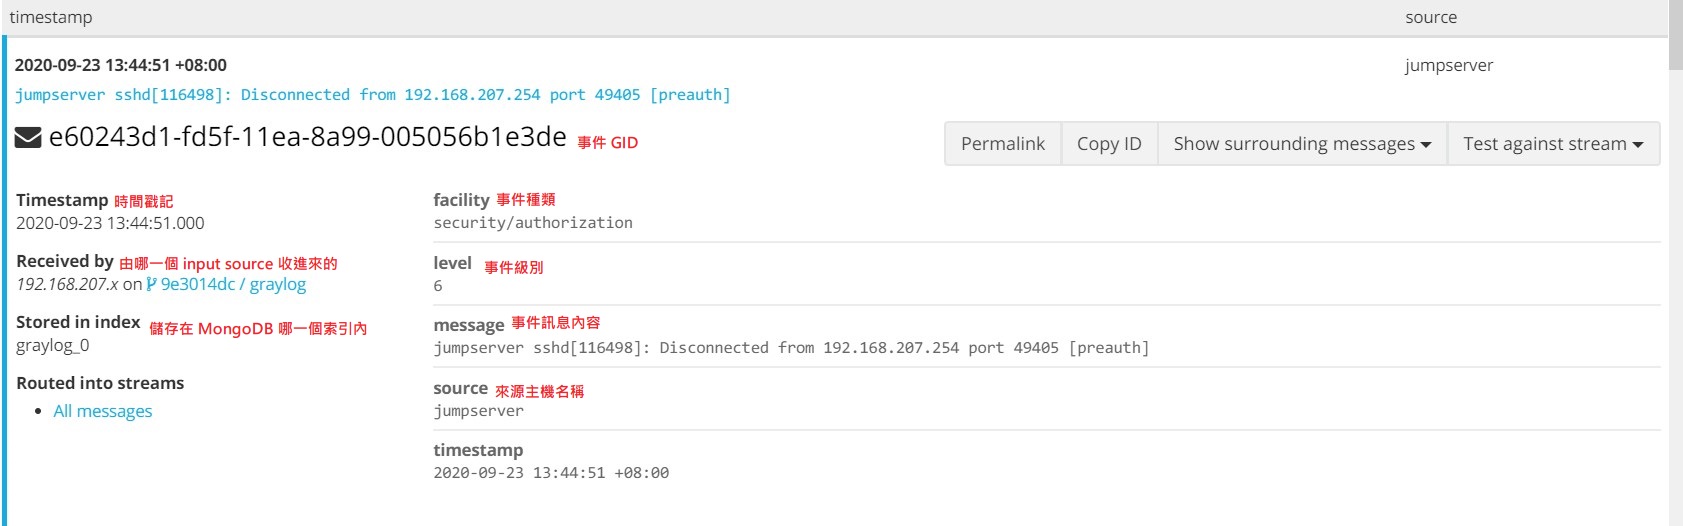 timestamp source
2020-09-23 13:44:51 +08:00 jumpserver
jumpserver sshd[116498]: Disconnected from 192.168.207.254 port 49405 [preauth]
e60243d1-fd5f-11ea-8a99-005056b1e3de 事件 GID
Permalink Copy ID Show surrounding messages Test against stream
Timestamp 時間戳記
2020-09-23 13:44:51.000
Received by 由哪一個 input source 收進來的
192.168.207.x on 9e3014dc / graylog
Stored in index 儲存在 MongoDB 哪一個索引內
graylog_0
Routed into streams
• All messages
facility 事件種類
security/authorization
level 事件級別
6
message 事件訊息內容
jumpserver sshd[116498]: Disconnected from 192.168.207.254 port 49405 [preauth]
source 來源主機名稱
jumpserver
timestamp
2020-09-23 13:44:51 +08:00